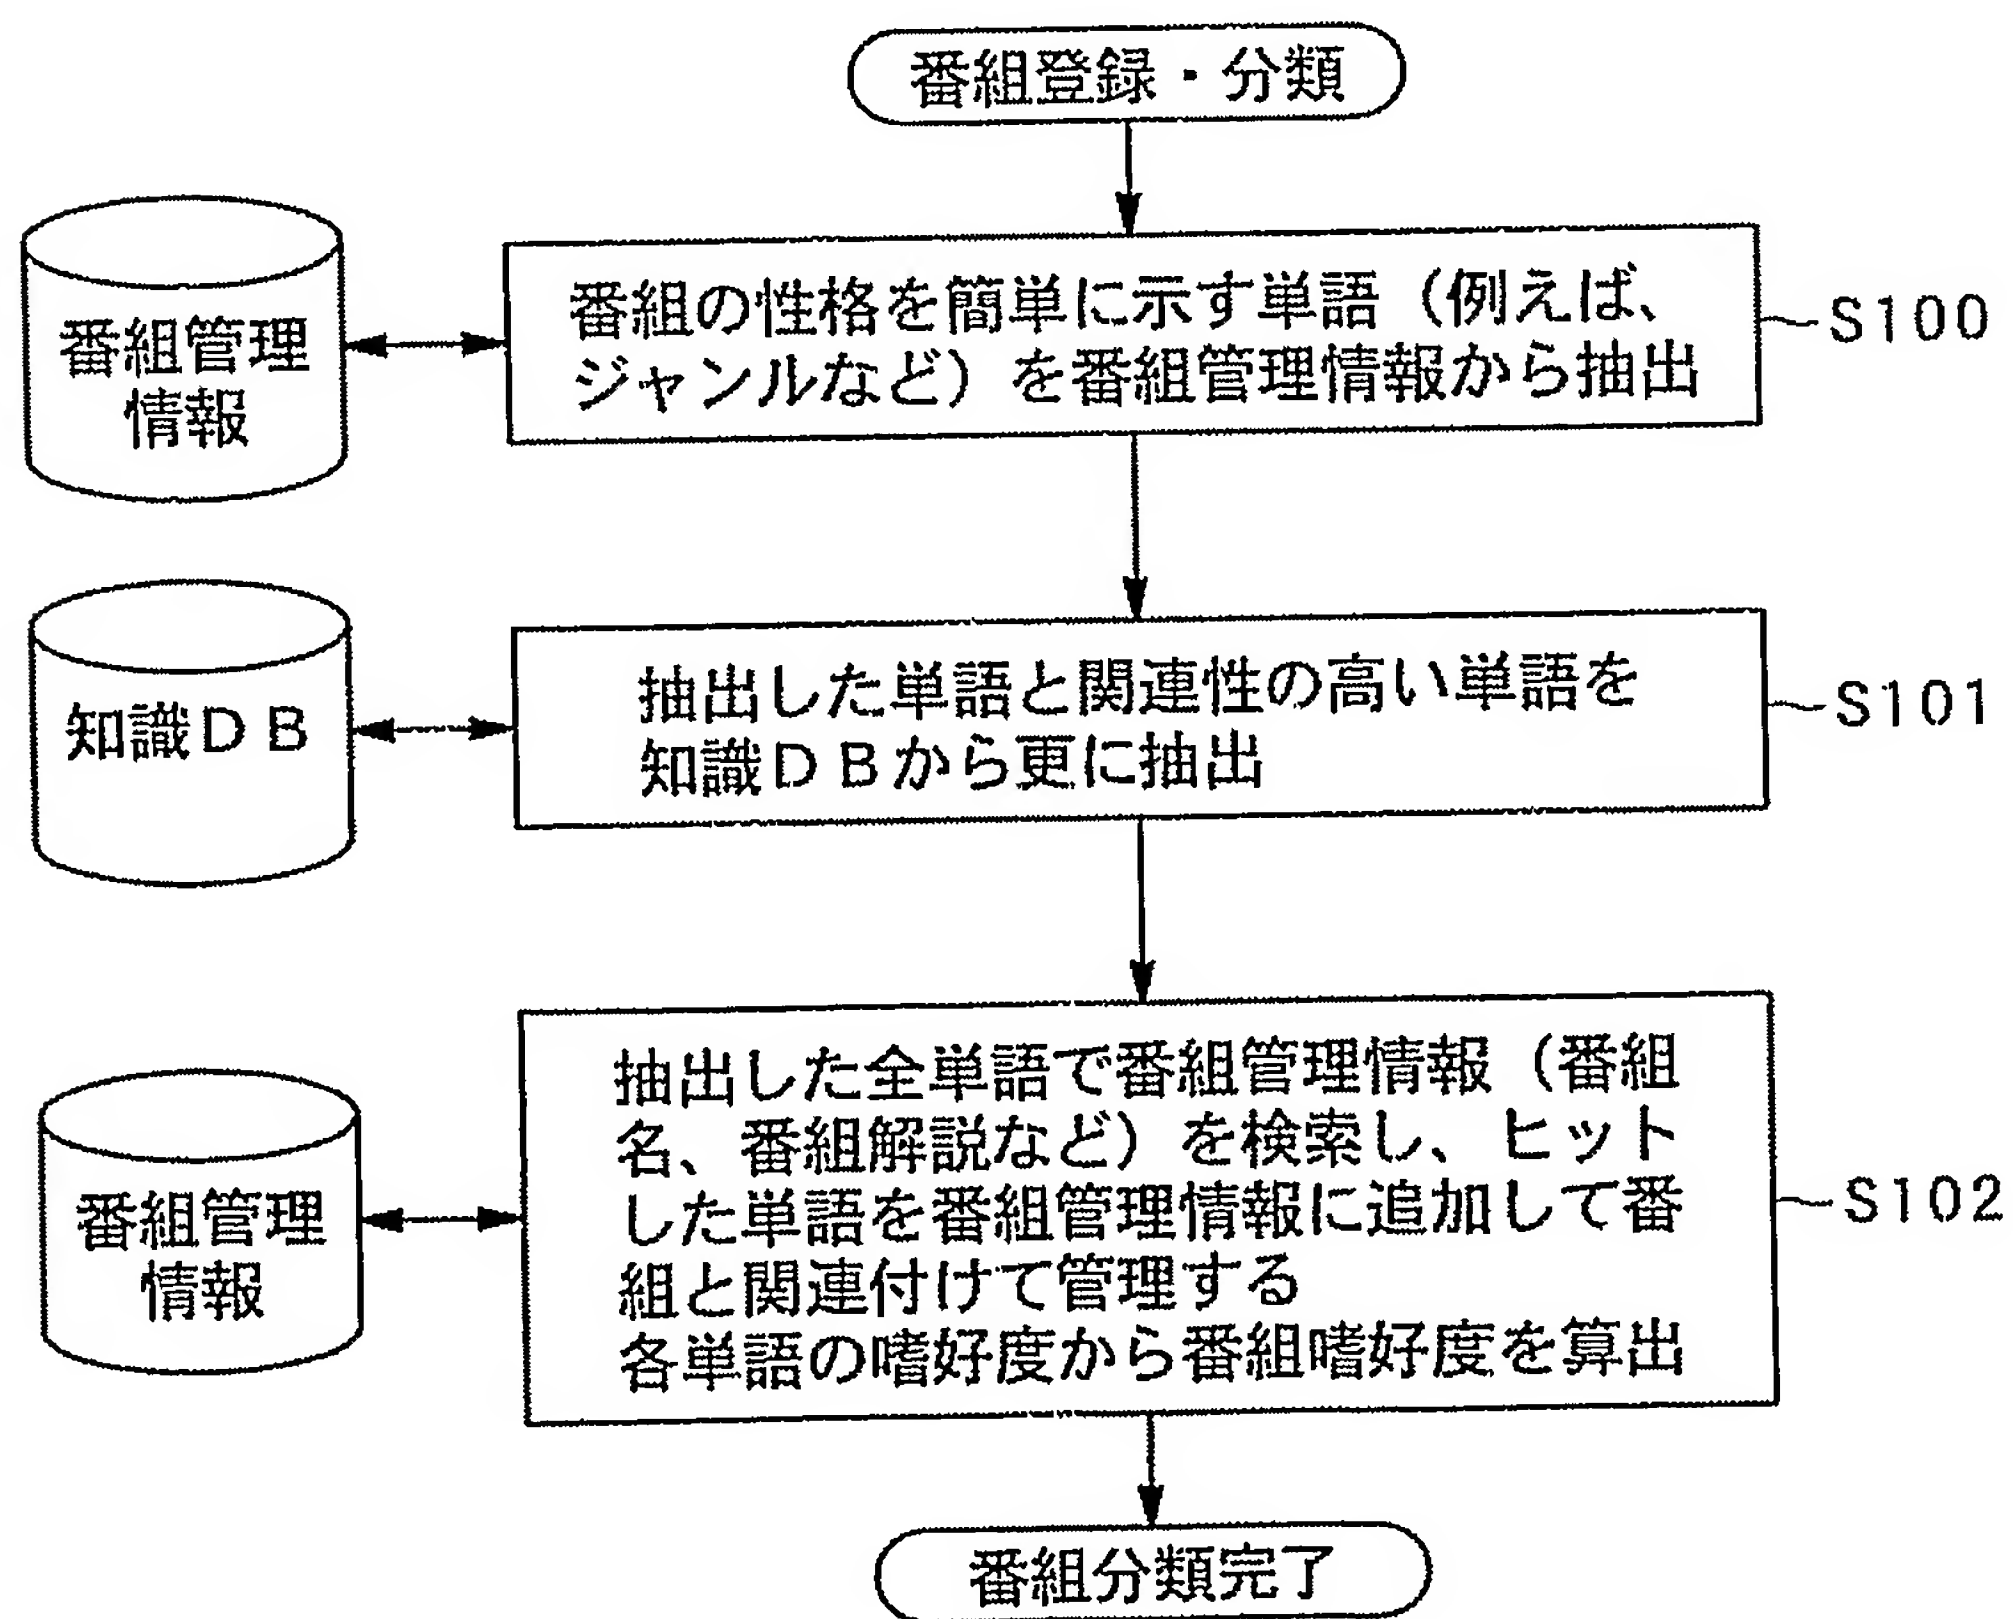 番組登録・分類
番組管理
情報
番組の性格を簡単に示す単語（例えば、
ジャンルなど）を番組管理情報から抽出
S100
知識ＤＢ
抽出した単語と関連性の高い単語を
知識ＤＢから更に抽出
S101
番組管理
情報
抽出した全単語で番組管理情報（番組
名、番組解説など）を検索し、ヒット
した単語を番組管理情報に追加して番
組と関連付けて管理する
各単語の嗜好度から番組嗜好度を算出
S102
番組分類完了